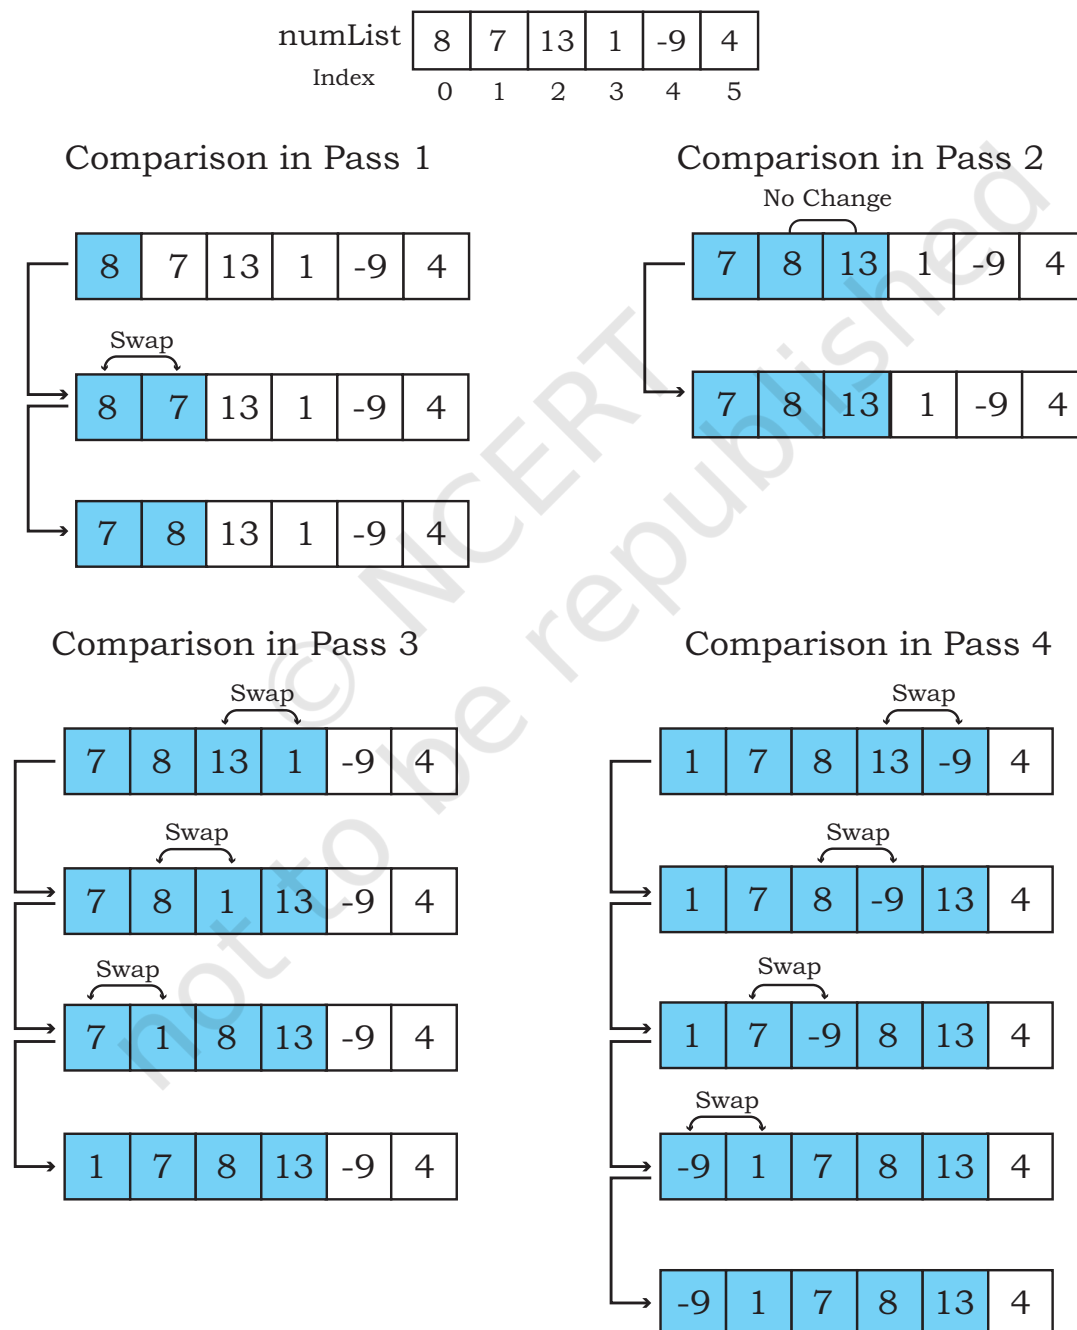 numList 8 7 13 1 -9 4
Index 0 1 2 3 4 5
Comparison in Pass 1
8 7 13 1 -9 4
Swap
8 7 13 1 -9 4
7 8 13 1 -9 4
Comparison in Pass 2
No Change
7 8 13 1 -9 4
7 8 13 1 -9 4
Comparison in Pass 3
Swap
7 8 13 1 -9 4
Swap
7 8 1 13 -9 4
Swap
7 1 8 13 -9 4
1 7 8 13 -9 4
Comparison in Pass 4
Swap
1 7 8 13 -9 4
Swap
1 7 8 -9 13 4
Swap
1 7 -9 8 13 4
Swap
-9 1 7 8 13 4
-9 1 7 8 13 4
© NCERT
not to be republished